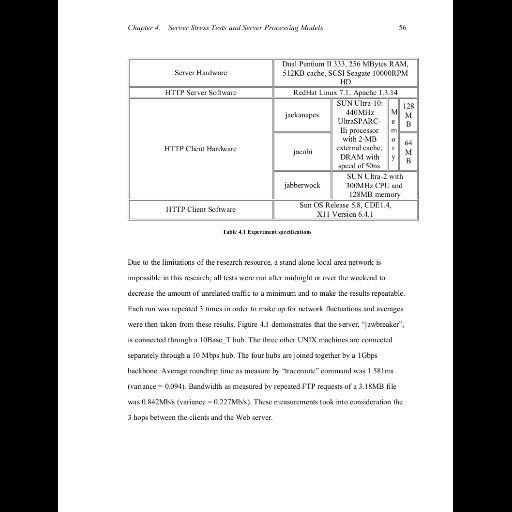 Chapter 4. Server Stress Tests and Server Processing Models 56
Server Hardware
Dual Pentium II 333, 256 MBytes RAM,
512KB cache, SCSI Seagate 10000RPM
HD
HTTP Server Software
RedHat Linux 7.1; Apache 1.3.14
HTTP Client Hardware
jackanapes
jacobi
SUN Ultra-10:
440MHz
UltraSPARC-
IIi processor
with 2-MB
external cache,
DRAM with
speed of 50ns
M
e
m
o
r
y
128
M
B
64
M
B
jabberwock
SUN Ultra-2 with
300MHz CPU and
128MB memory
HTTP Client Software
Sun OS Release 5.8, CDE1.4,
X11 Version 6.4.1
Table 4.1 Experiment specifications
Due to the limitations of the research resource, a stand alone local area network is
impossible in this research; all tests were run after midnight or over the weekend to
decrease the amount of unrelated traffic to a minimum and to make the results repeatable.
Each run was repeated 3 times in order to make up for network fluctuations and averages
were then taken from these results. Figure 4.1 demonstrates that the server, "jawbreaker",
is connected through a 10Base_T hub. The three other UNIX machines are connected
separately through a 10 Mbps hub. The four hubs are joined together by a 1Gbps
backbone. Average roundtrip time as measure by "traceroute" command was 1.581ms
(variance = 0.094). Bandwidth as measured by repeated FTP requests of a 3.18MB file
was 0.842Mb/s (variance = 0.227Mb/s). These measurements took into consideration the
3 hops between the clients and the Web server.